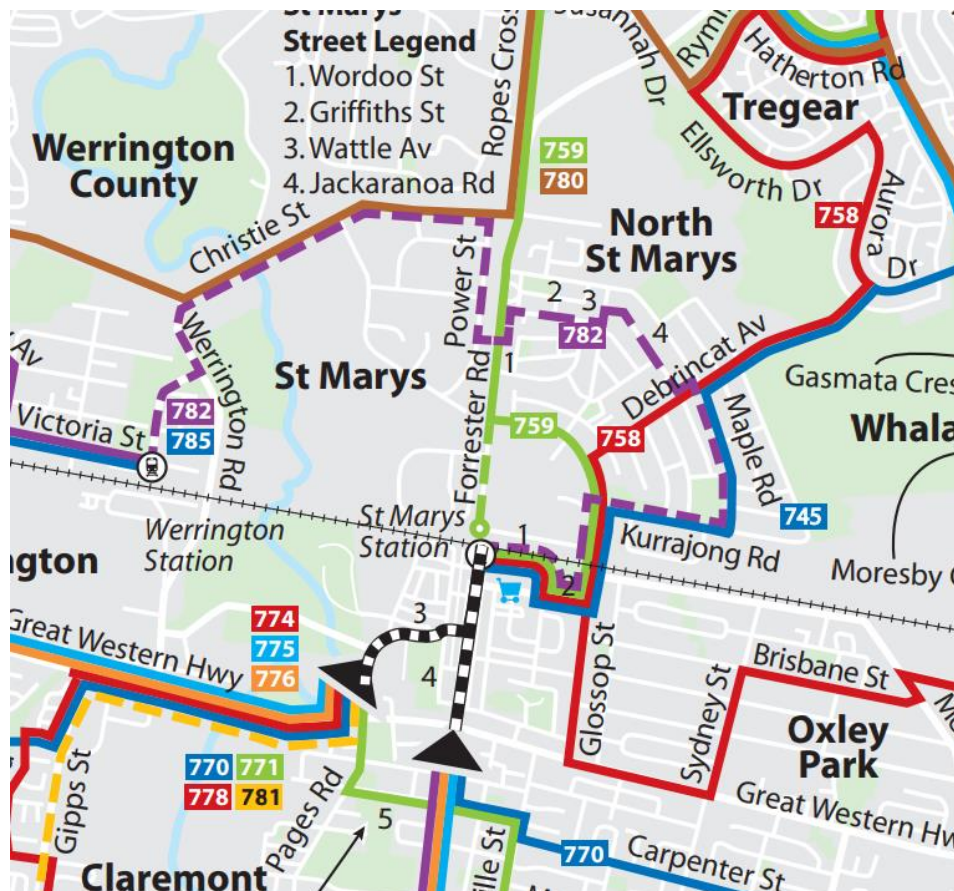 St Marys
Street Legend
1. Wordoo St
2. Griffiths St
3. Wattle Av
4. Jackaranoa Rd
Ropes Cross
Susannah Dr
Hatherton Rd
Tregear
Ellsworth Dr
Aurora
Dr
758
759
780
Werrington
County
Christie St
Power St
North
St Marys
2
3
4
782
1
Debrincat Av
Gasmata Cres
Whala
St Marys
Werrington Rd
Forrester Rd
759
758
Av
Victoria St
782
785
Maple Rd
745
St Marys
Station
Werrington
Station
1
2
Kurrajong Rd
Moresby
gton
774
775
776
Great Western Hwy
3
4
Glossop St
Sydney St
Brisbane St
Oxley
Park
Great Western Hw
770
771
778
781
Gipps St
Pages Rd
5
ille St
770
Carpenter St
Claremont